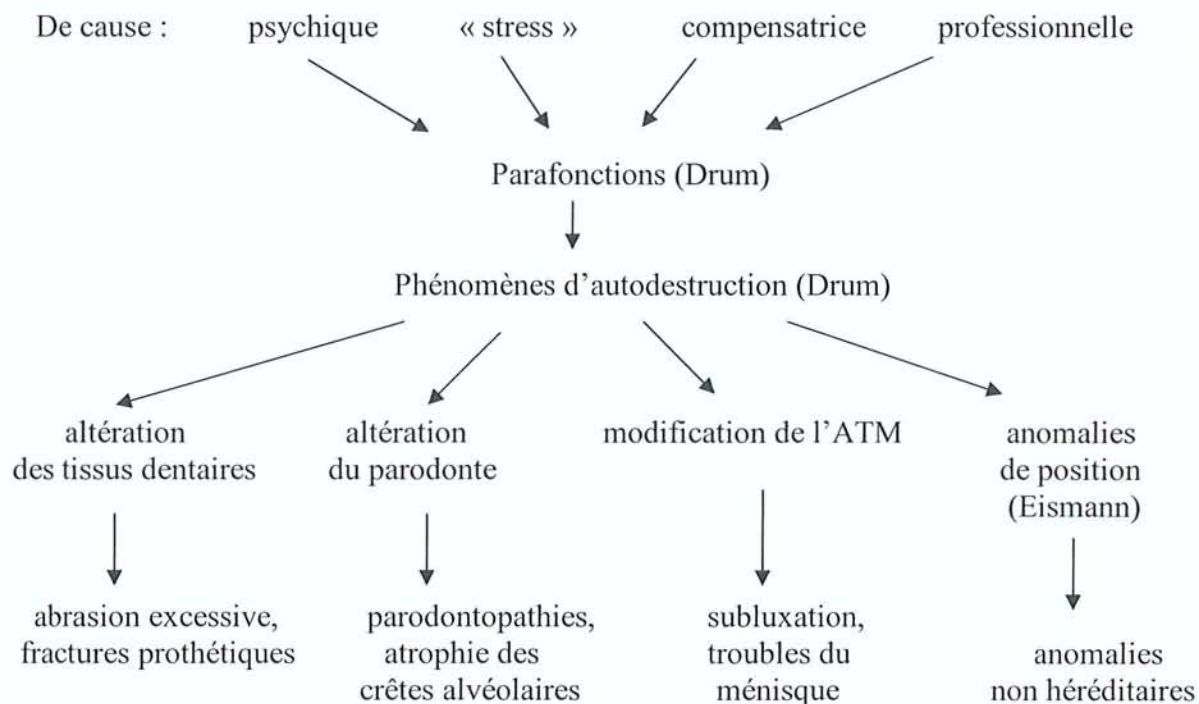 De cause : psychique « stress » compensatrice professionnelle
Parafonctions (Drum)
Phénomènes d’autodestruction (Drum)
altération
des tissus dentaires
altération
du parodonte
modification de l’ATM
anomalies
de position
(Eismann)
abrasion excessive,
fractures prothétiques
parodontopathies,
atrophie des
crêtes alvéolaires
subluxation,
troubles du
ménisque
anomalies
non héréditaires